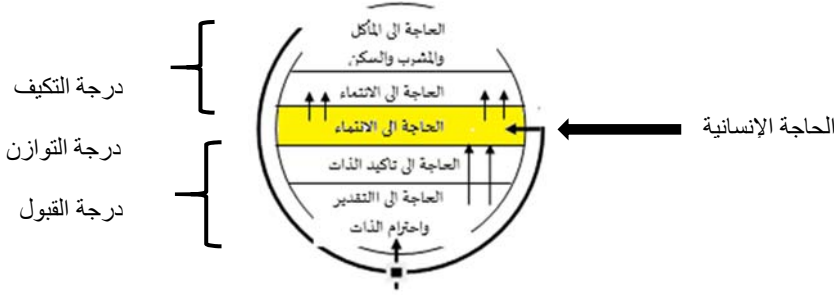 الحاجة الى المأكل
والمشرب والسكن
الحاجة الى الانتماء
الحاجة الى الانتماء
الحاجة الى تاكيد الذات
الحاجة الى االتقدير
واحترام الذات
الحاجة الإنسانية
درجة التكيف
درجة التوازن
درجة القبول